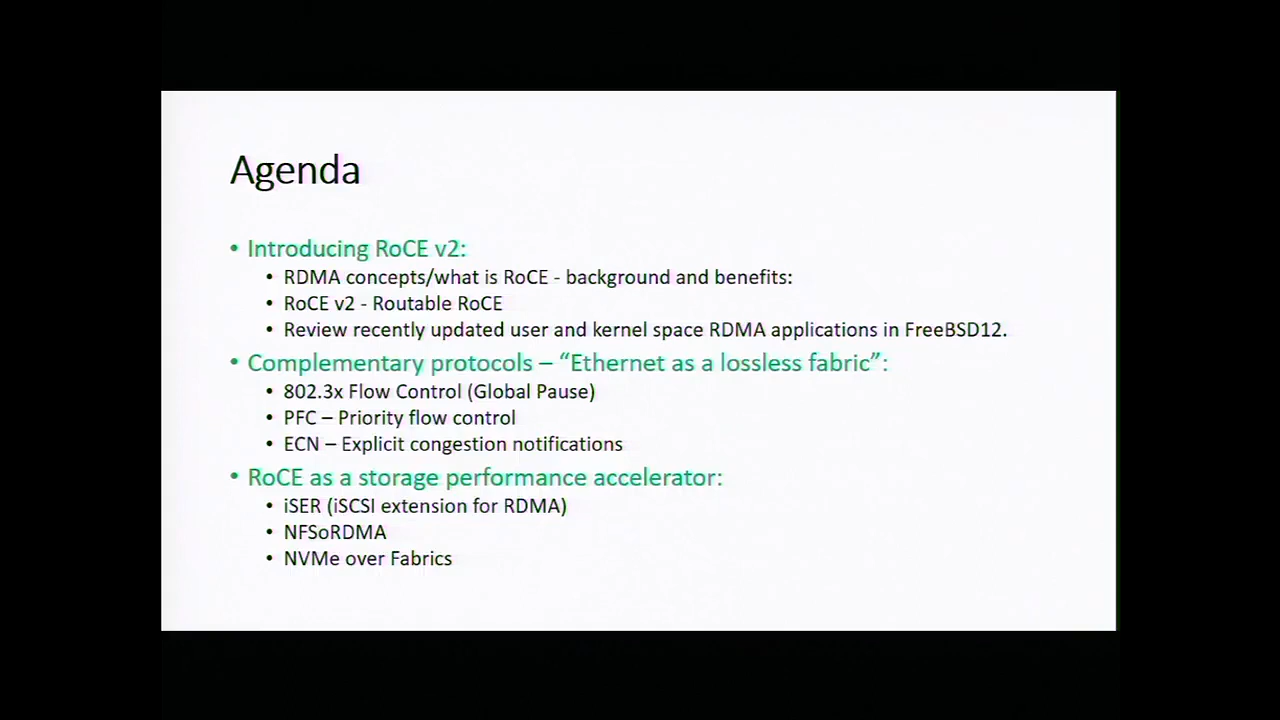 Agenda
• Introducing RoCE v2:
• RDMA concepts/what is RoCE - background and benefits:
• RoCE v2 - Routable RoCE
• Review recently updated user and kernel space RDMA applications in FreeBSD12.
• Complementary protocols – “Ethernet as a lossless fabric”:
• 802.3x Flow Control (Global Pause)
• PFC – Priority flow control
• ECN – Explicit congestion notifications
• RoCE as a storage performance accelerator:
• iSER (iSCSI extension for RDMA)
• NFSoRDMA
• NVMe over Fabrics